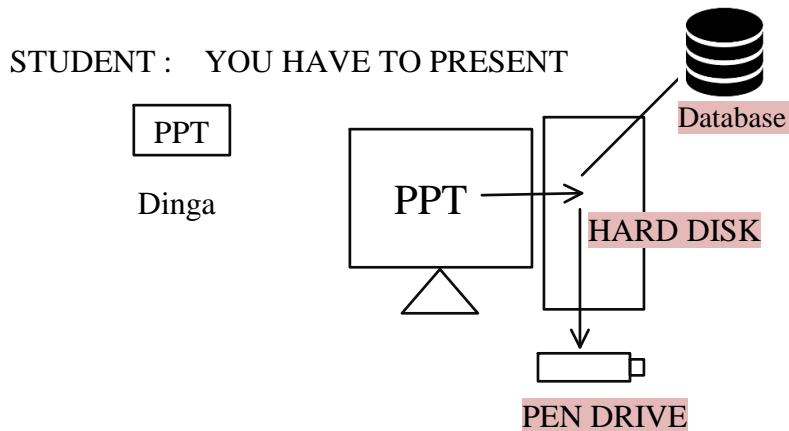 STUDENT : YOU HAVE TO PRESENT
Database
PPT
Dinga
PPT
HARD DISK
PEN DRIVE